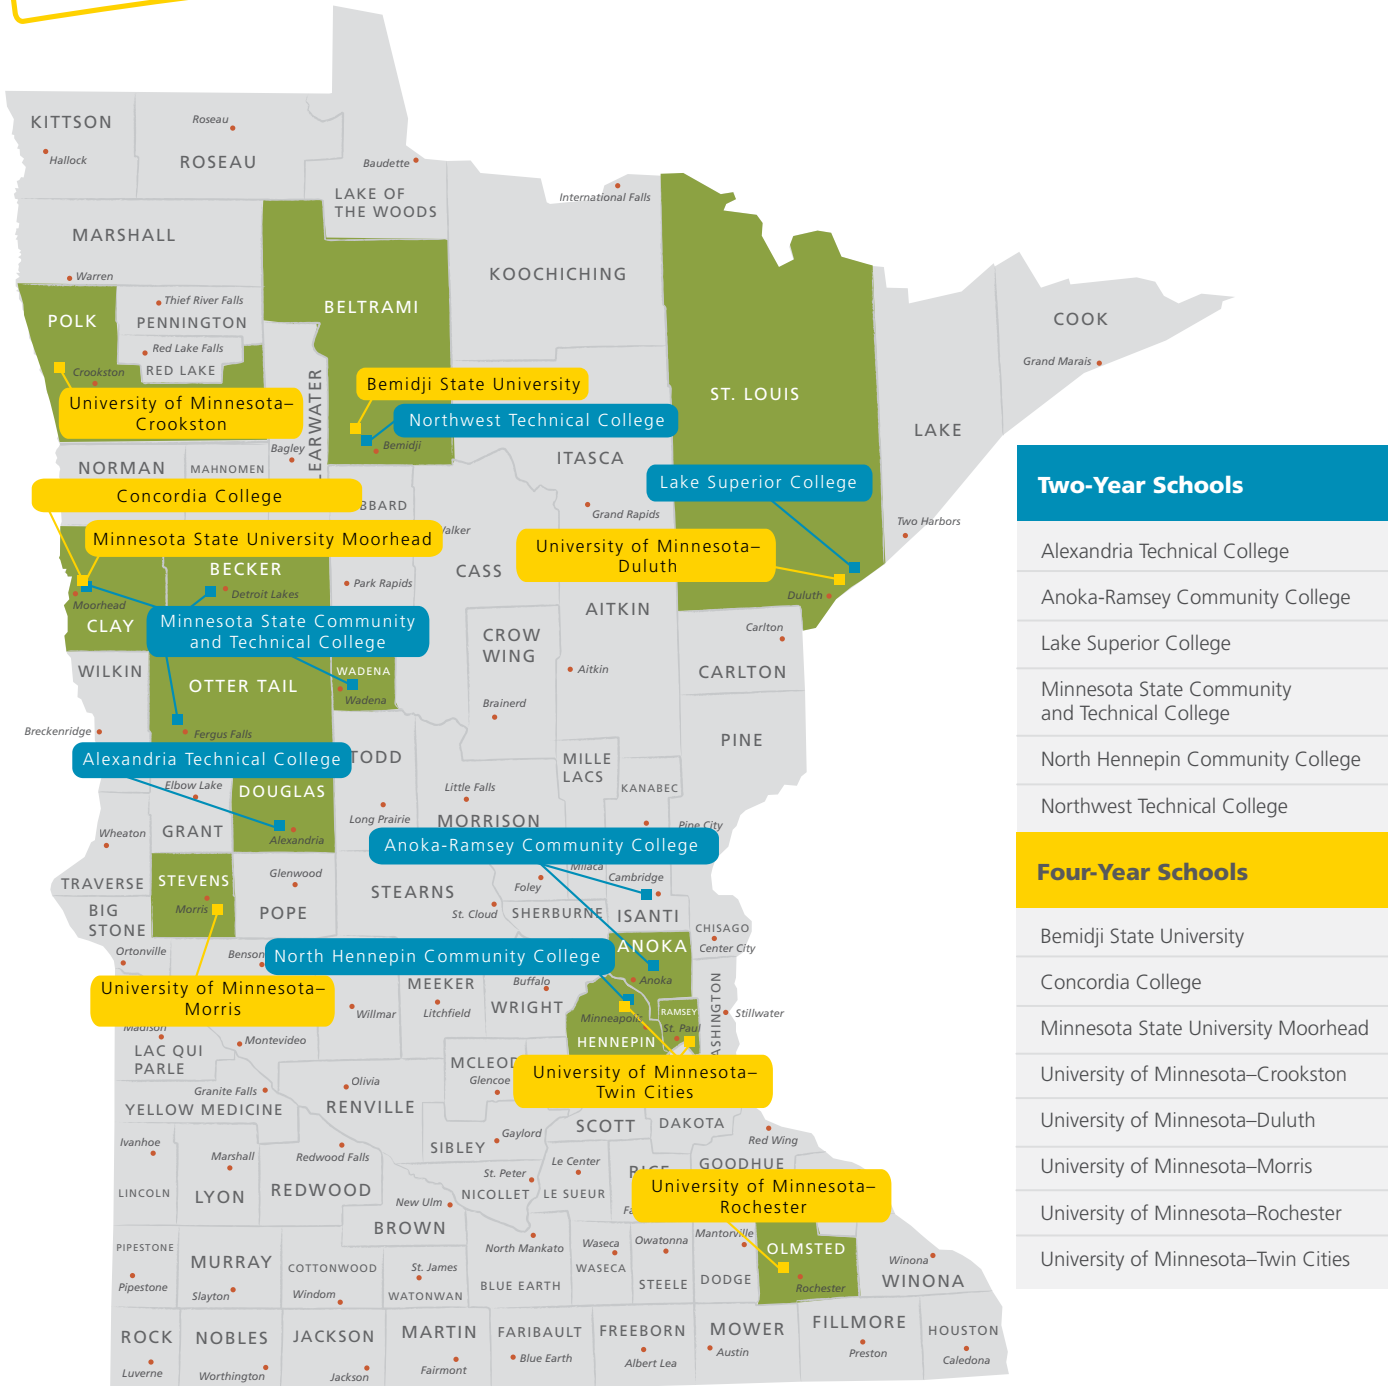 KITTSON
Hallock
Roseau
ROSEAU
Baudette
LAKE OF
THE WOODS
International Falls
MARSHALL
Warren
KOOCHICHING
POLK
Thief River Falls
PENNINGTON
Red Lake Falls
RED LAKE
Crookston
BELTRAMI
COOK
Grand Marais
University of Minnesota–
Crookston
EARWATER
Bemidji State University
Northwest Technical College
Bemidji
Bagley
ST. LOUIS
LAKE
NORMAN
MAHNOMEN
ITASCA
Lake Superior College
Concordia College
BBARD
Grand Rapids
Two Harbors
Minnesota State University Moorhead
alker
University of Minnesota–
Duluth
BECKER
Detroit Lakes
Park Rapids
CASS
Duluth
Moorhead
CLAY
AITKIN
Minnesota State Community
and Technical College
CROW
WING
Carlton
CARLTON
WILKIN
OTTER TAIL
WADENA
Wadena
Aitkin
Brainerd
Breckenridge
Fergus Falls
PINE
Alexandria Technical College
TODD
MILLE
LACS
KANABEC
Elbow Lake
DOUGLAS
Little Falls
Wheaton
GRANT
Alexandria
Long Prairie
MORRISON
Pine City
Anoka-Ramsey Community College
TRAVERSE
STEVENS
Glenwood
STEARNS
Foley
Milaca
Cambridge
BIG
STONE
Morris
POPE
St. Cloud
SHERBURNE
ISANTI
CHISAGO
Center City
Ortonville
Benson
North Hennepin Community College
ANOKA
Anoka
University of Minnesota–
Morris
MEEKER
Litchfield
Buffalo
WRIGHT
Minneapolis
RAMSEY
St. Paul
ASHINGTON
Stillwater
HENNEPIN
Madison
Willmar
LAC QUI
PARLE
Montevideo
MCLEOD
Glencoe
University of Minnesota–
Twin Cities
Granite Falls
YELLOW MEDICINE
Olivia
RENVILLE
SCOTT
DAKOTA
Red Wing
Ivanhoe
Marshall
Redwood Falls
SIBLEY
Gaylord
LINCOLN
LYON
REDWOOD
St. Peter
NICOLLET
Le Center
LE SUEUR
RICE
GOODHUE
Fa
University of Minnesota–
Rochester
New Ulm
BROWN
PIPESTONE
Pipestone
MURRAY
Slayton
COTTONWOOD
Windom
St. James
WATONWAN
North Mankato
BLUE EARTH
Waseca
WASECA
Owatonna
STEELE
Mantorville
DODGE
OLMSTED
Rochester
Winona
WINONA
ROCK
Luverne
NOBLES
Worthington
JACKSON
Jackson
MARTIN
Fairmont
FARIBAULT
Blue Earth
FREEBORN
Albert Lea
MOWER
Austin
FILLMORE
Preston
HOUSTON
Caledona
Two-Year Schools
Alexandria Technical College
Anoka-Ramsey Community College
Lake Superior College
Minnesota State Community
and Technical College
North Hennepin Community College
Northwest Technical College
Four-Year Schools
Bemidji State University
Concordia College
Minnesota State University Moorhead
University of Minnesota–Crookston
University of Minnesota–Duluth
University of Minnesota–Morris
University of Minnesota–Rochester
University of Minnesota–Twin Cities